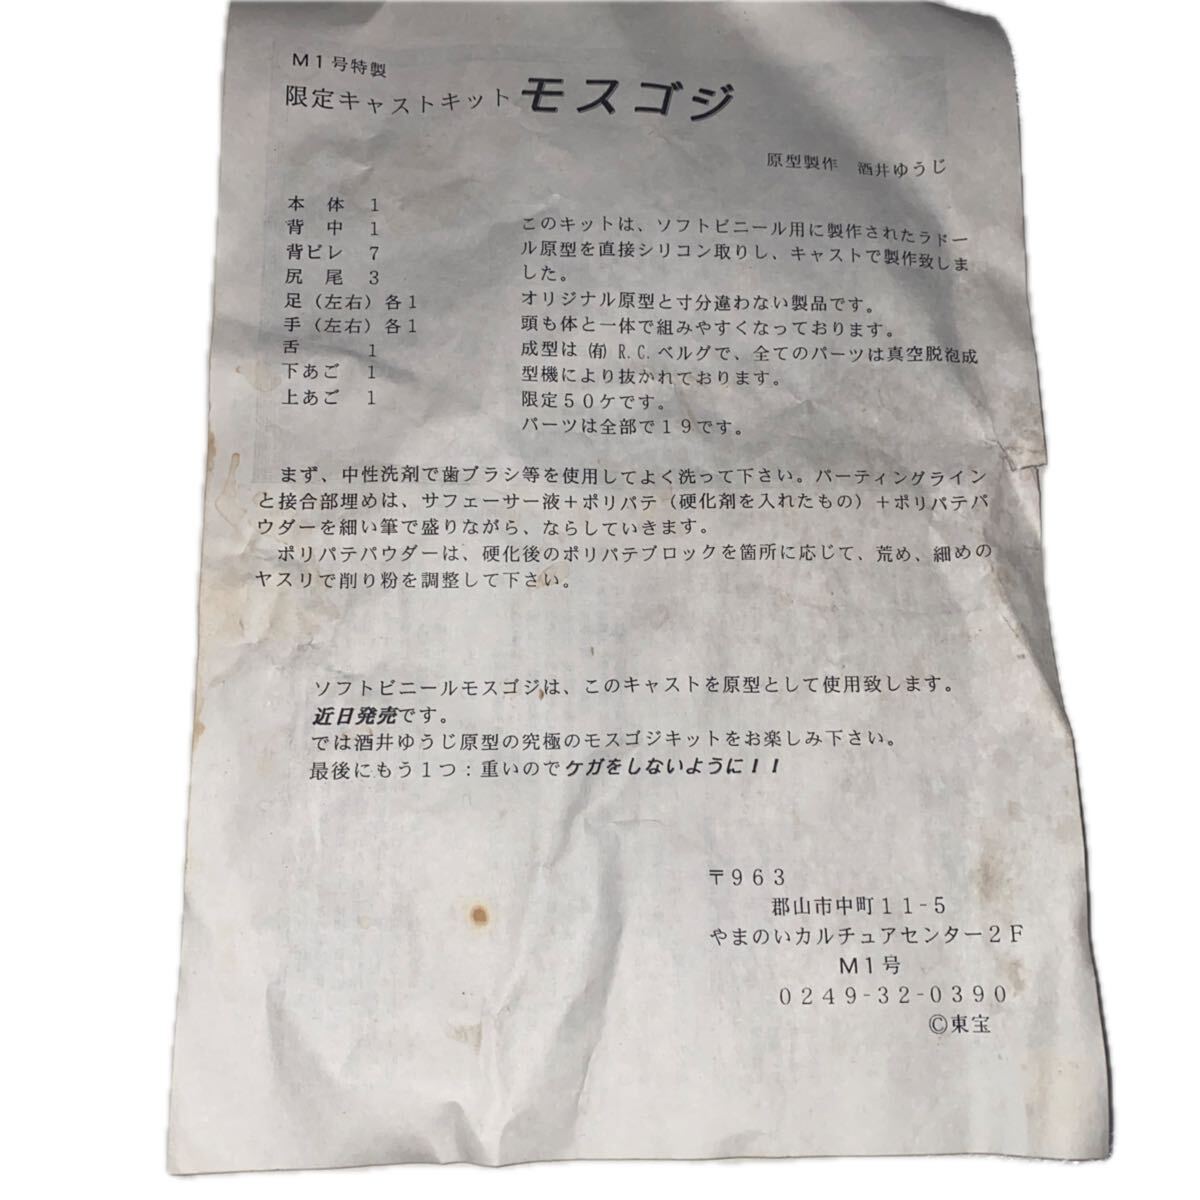 M1号特製
限定キャストキット モスゴジ
原型製作　酒井ゆうじ
本　体　1
背　中　1
背ビレ　7
尻　尾　3
足（左右）各1
手（左右）各1
舌　　　1
下あご　1
上あご　1
このキットは、ソフトビニール用に製作されたラドー
ル原型を直接シリコン取りし、キャストで製作致しま
した。
オリジナル原型と寸分違わない製品です。
頭も体と一体で組みやすくなっております。
成型は㈲R.C.ベルグで、全てのパーツは真空脱泡成
型機により抜かれております。
限定50ケです。
パーツは全部で19です。
まず、中性洗剤で歯ブラシ等を使用してよく洗って下さい。パーティングライン
と接合部埋めは、サフェーサー液＋ポリパテ（硬化剤を入れたもの）＋ポリパテパ
ウダーを細い筆で盛りながら、ならしていきます。
ポリパテパウダーは、硬化後のポリパテブロックを箇所に応じて、荒め、細めの
ヤスリで削り粉を調整して下さい。
ソフトビニールモスゴジは、このキャストを原型として使用致します。
近日発売です。
では酒井ゆうじ原型の究極のモスゴジキットをお楽しみ下さい。
最後にもう1つ：重いのでケガをしないように！！
〒963
郡山市中町11-5
やまのいカルチュアセンター2F
M1号
0249-32-0390
©東宝